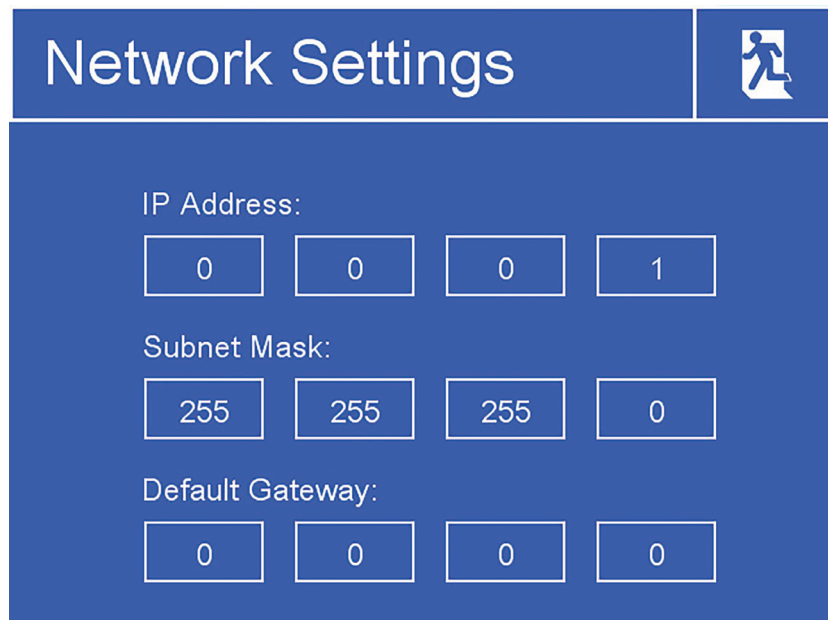 Network Settings
IP Address:
0 0 0 1
Subnet Mask:
255 255 255 0
Default Gateway:
0 0 0 0